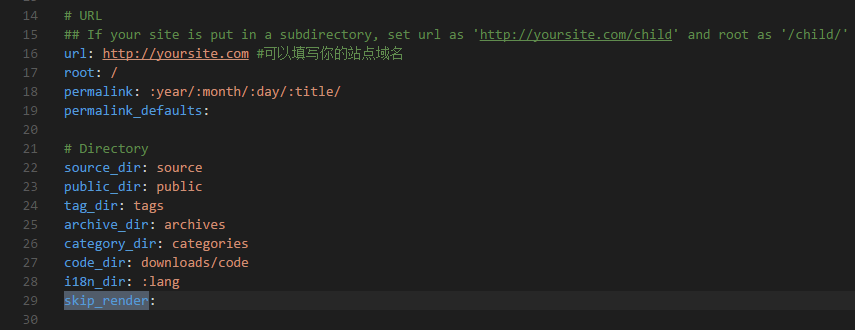 14 # URL
15 ## If your site is put in a subdirectory, set url as 'http://yoursite.com/child' and root as '/child/'
16 url: http://yoursite.com #可以填写你的站点域名
17 root: /
18 permalink: :year/:month/:day/:title/
19 permalink_defaults:
20
21 # Directory
22 source_dir: source
23 public_dir: public
24 tag_dir: tags
25 archive_dir: archives
26 category_dir: categories
27 code_dir: downloads/code
28 i18n_dir: :lang
29 skip_render:
30